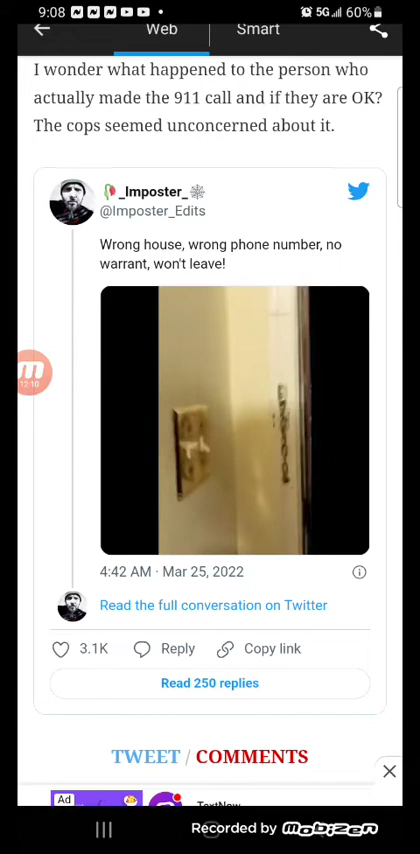 9:08 5G 60%
Web Smart
I wonder what happened to the person who
actually made the 911 call and if they are OK?
The cops seemed unconcerned about it.
_Imposter_
@Imposter_Edits
Wrong house, wrong phone number, no
warrant, won't leave!
12:10
4:42 AM · Mar 25, 2022
Read the full conversation on Twitter
3.1K Reply Copy link
Read 250 replies
TWEET / COMMENTS
Ad
TextNow
Recorded by mobizen